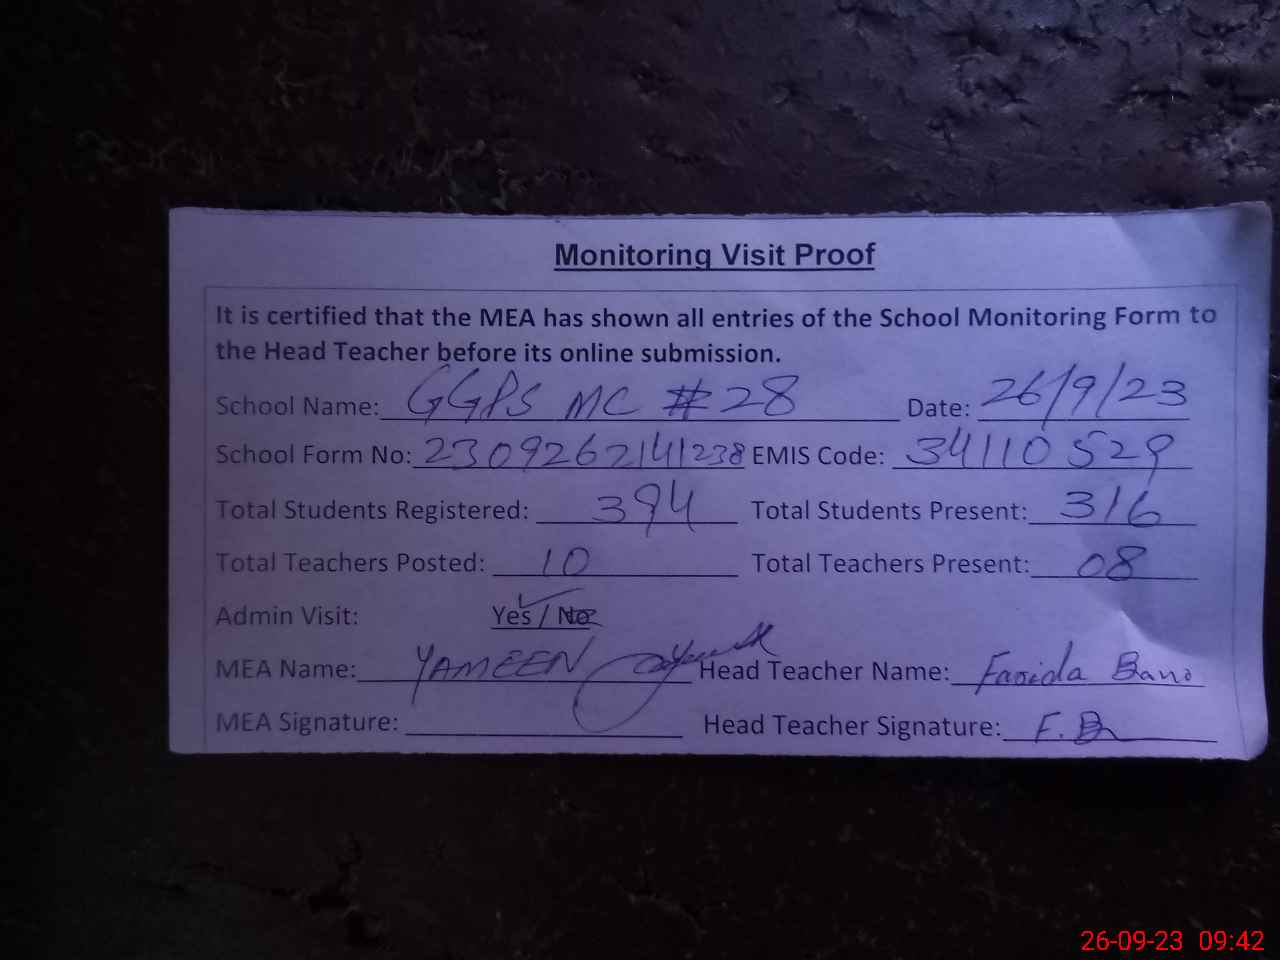 Monitoring Visit Proof
It is certified that the MEA has shown all entries of the School Monitoring Form to
the Head Teacher before its online submission.
School Name: GGPS MC # 28 Date: 26/9/23
School Form No: 2309262141238 EMIS Code: 34110529
Total Students Registered: 394 Total Students Present: 316
Total Teachers Posted: 10 Total Teachers Present: 08
Admin Visit: Yes / No
MEA Name: YAMEEN Head Teacher Name: Farida Bano
MEA Signature: Head Teacher Signature: F. B
26-09-23 09:42